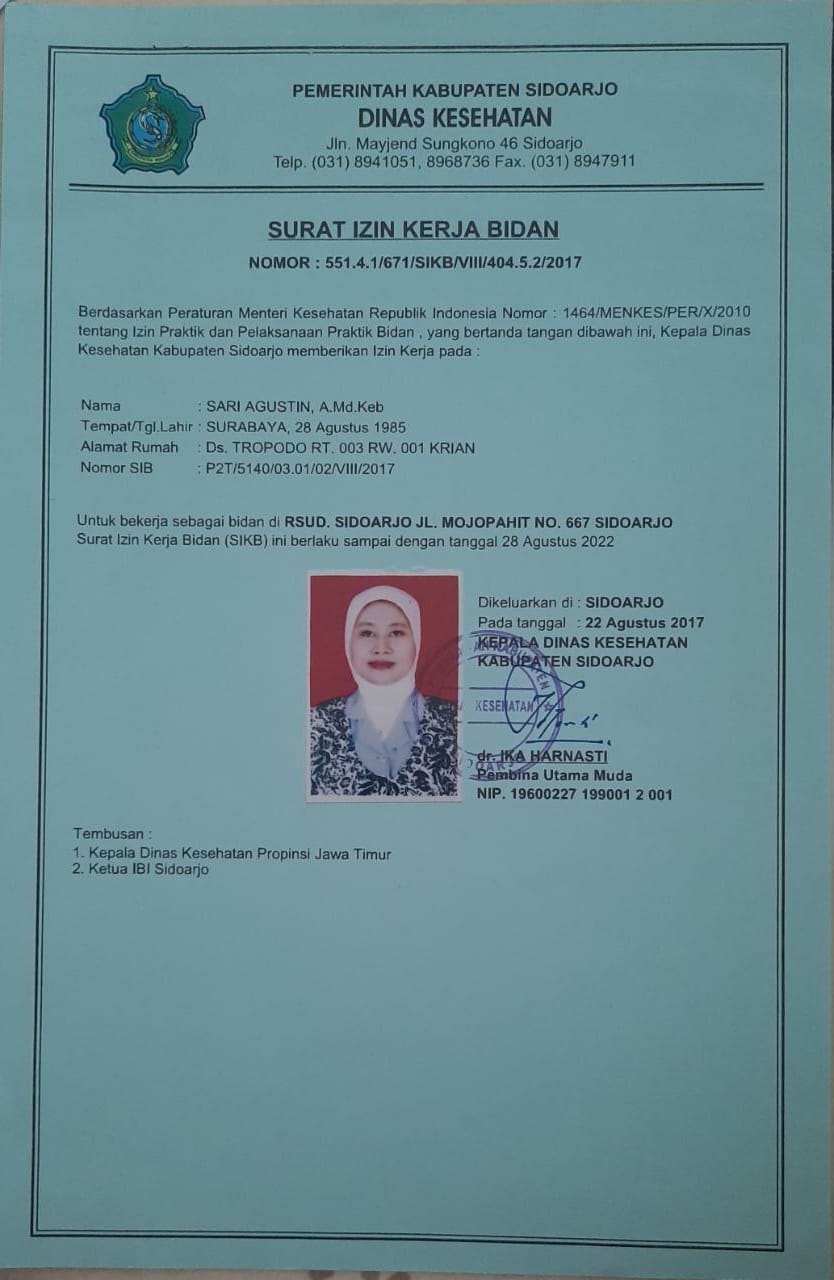 PEMERINTAH KABUPATEN SIDOARJO
DINAS KESEHATAN
Jln. Mayjend Sungkono 46 Sidoarjo
Telp. (031) 8941051, 8968736 Fax. (031) 8947911
SURAT IZIN KERJA BIDAN
NOMOR : 551.4.1/671/SIKB/VIII/404.5.2/2017
Berdasarkan Peraturan Menteri Kesehatan Republik Indonesia Nomor : 1464/MENKES/PER/X/2010
tentang Izin Praktik dan Pelaksanaan Praktik Bidan , yang bertanda tangan dibawah ini, Kepala Dinas
Kesehatan Kabupaten Sidoarjo memberikan Izin Kerja pada :
Nama : SARI AGUSTIN, A.Md.Keb
Tempat/Tgl.Lahir : SURABAYA, 28 Agustus 1985
Alamat Rumah : Ds. TROPODO RT. 003 RW. 001 KRIAN
Nomor SIB : P2T/5140/03.01/02/VIII/2017
Untuk bekerja sebagai bidan di RSUD. SIDOARJO JL. MOJOPAHIT NO. 667 SIDOARJO
Surat Izin Kerja Bidan (SIKB) ini berlaku sampai dengan tanggal 28 Agustus 2022
Dikeluarkan di : SIDOARJO
Pada tanggal : 22 Agustus 2017
KEPALA DINAS KESEHATAN
KABUPATEN SIDOARJO
KESEHATAN
dr. IKA HARNASTI
Pembina Utama Muda
NIP. 19600227 199001 2 001
Tembusan :
1. Kepala Dinas Kesehatan Propinsi Jawa Timur
2. Ketua IBI Sidoarjo